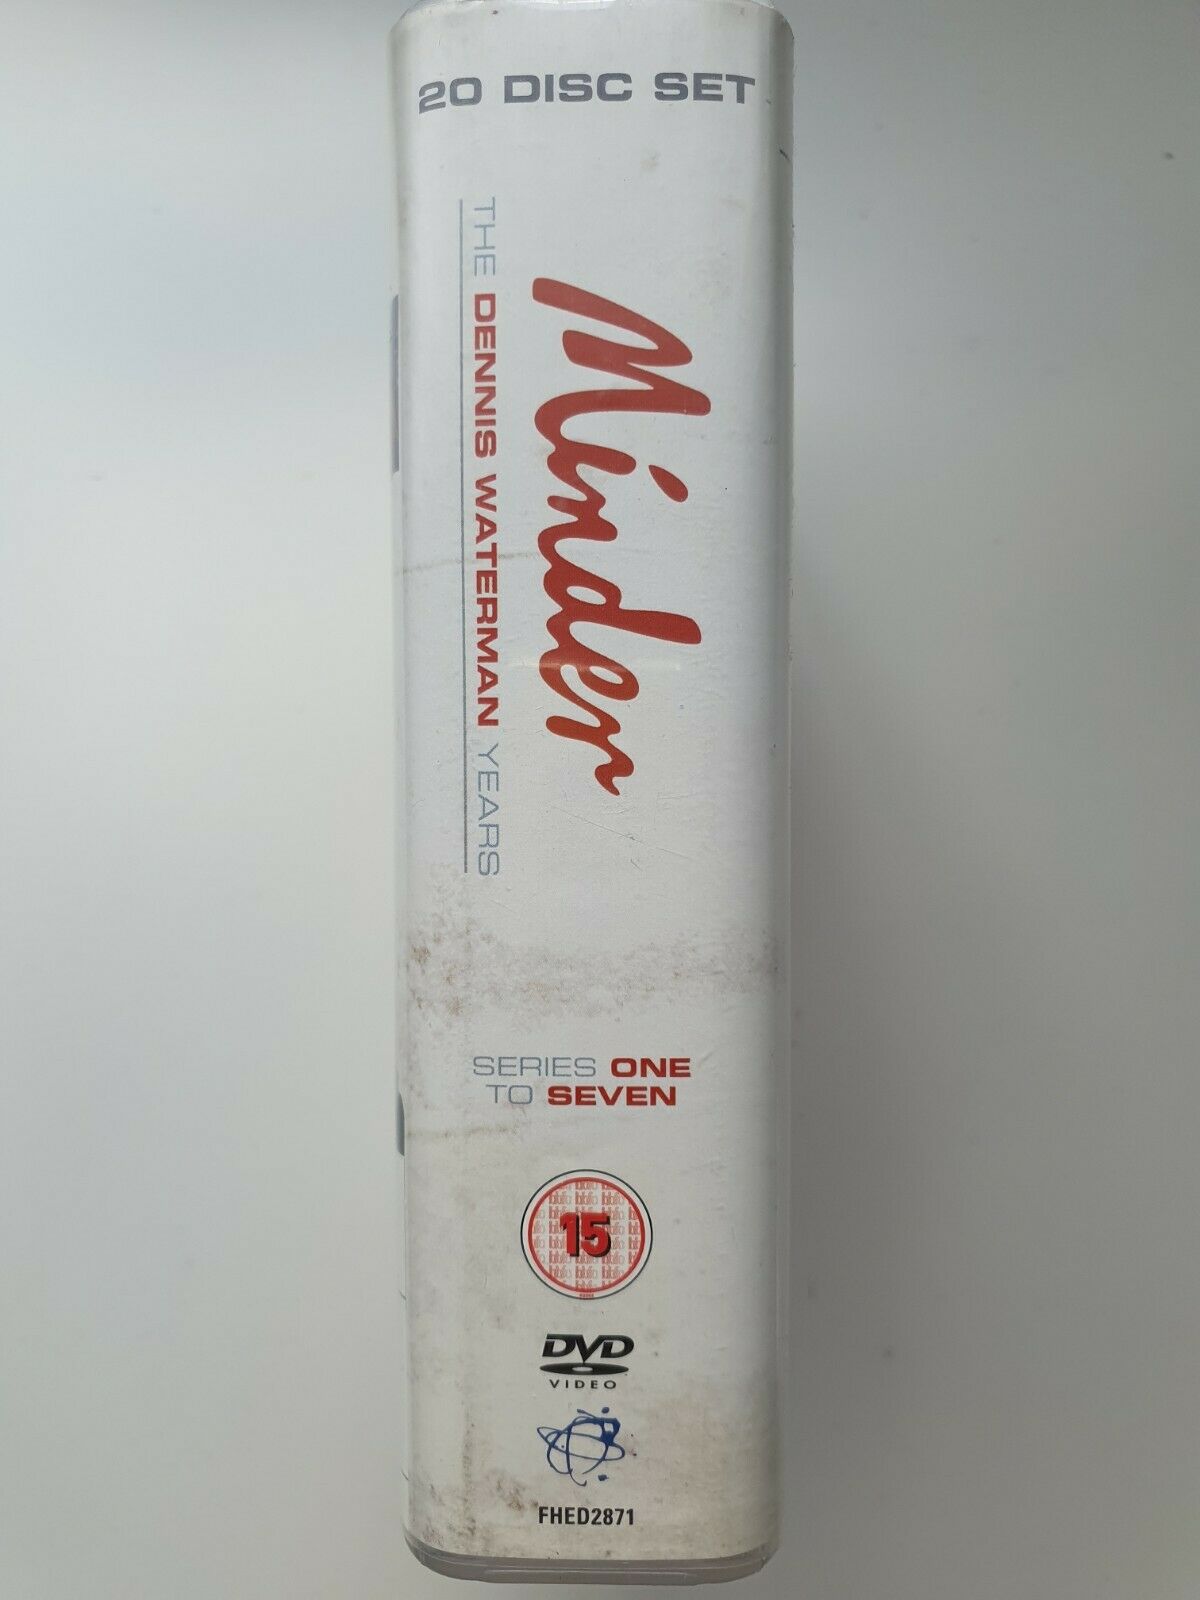 20 DISC SET
Minder
THE DENNIS WATERMAN YEARS
SERIES ONE
TO SEVEN
15
DVD
VIDEO
FHED2871